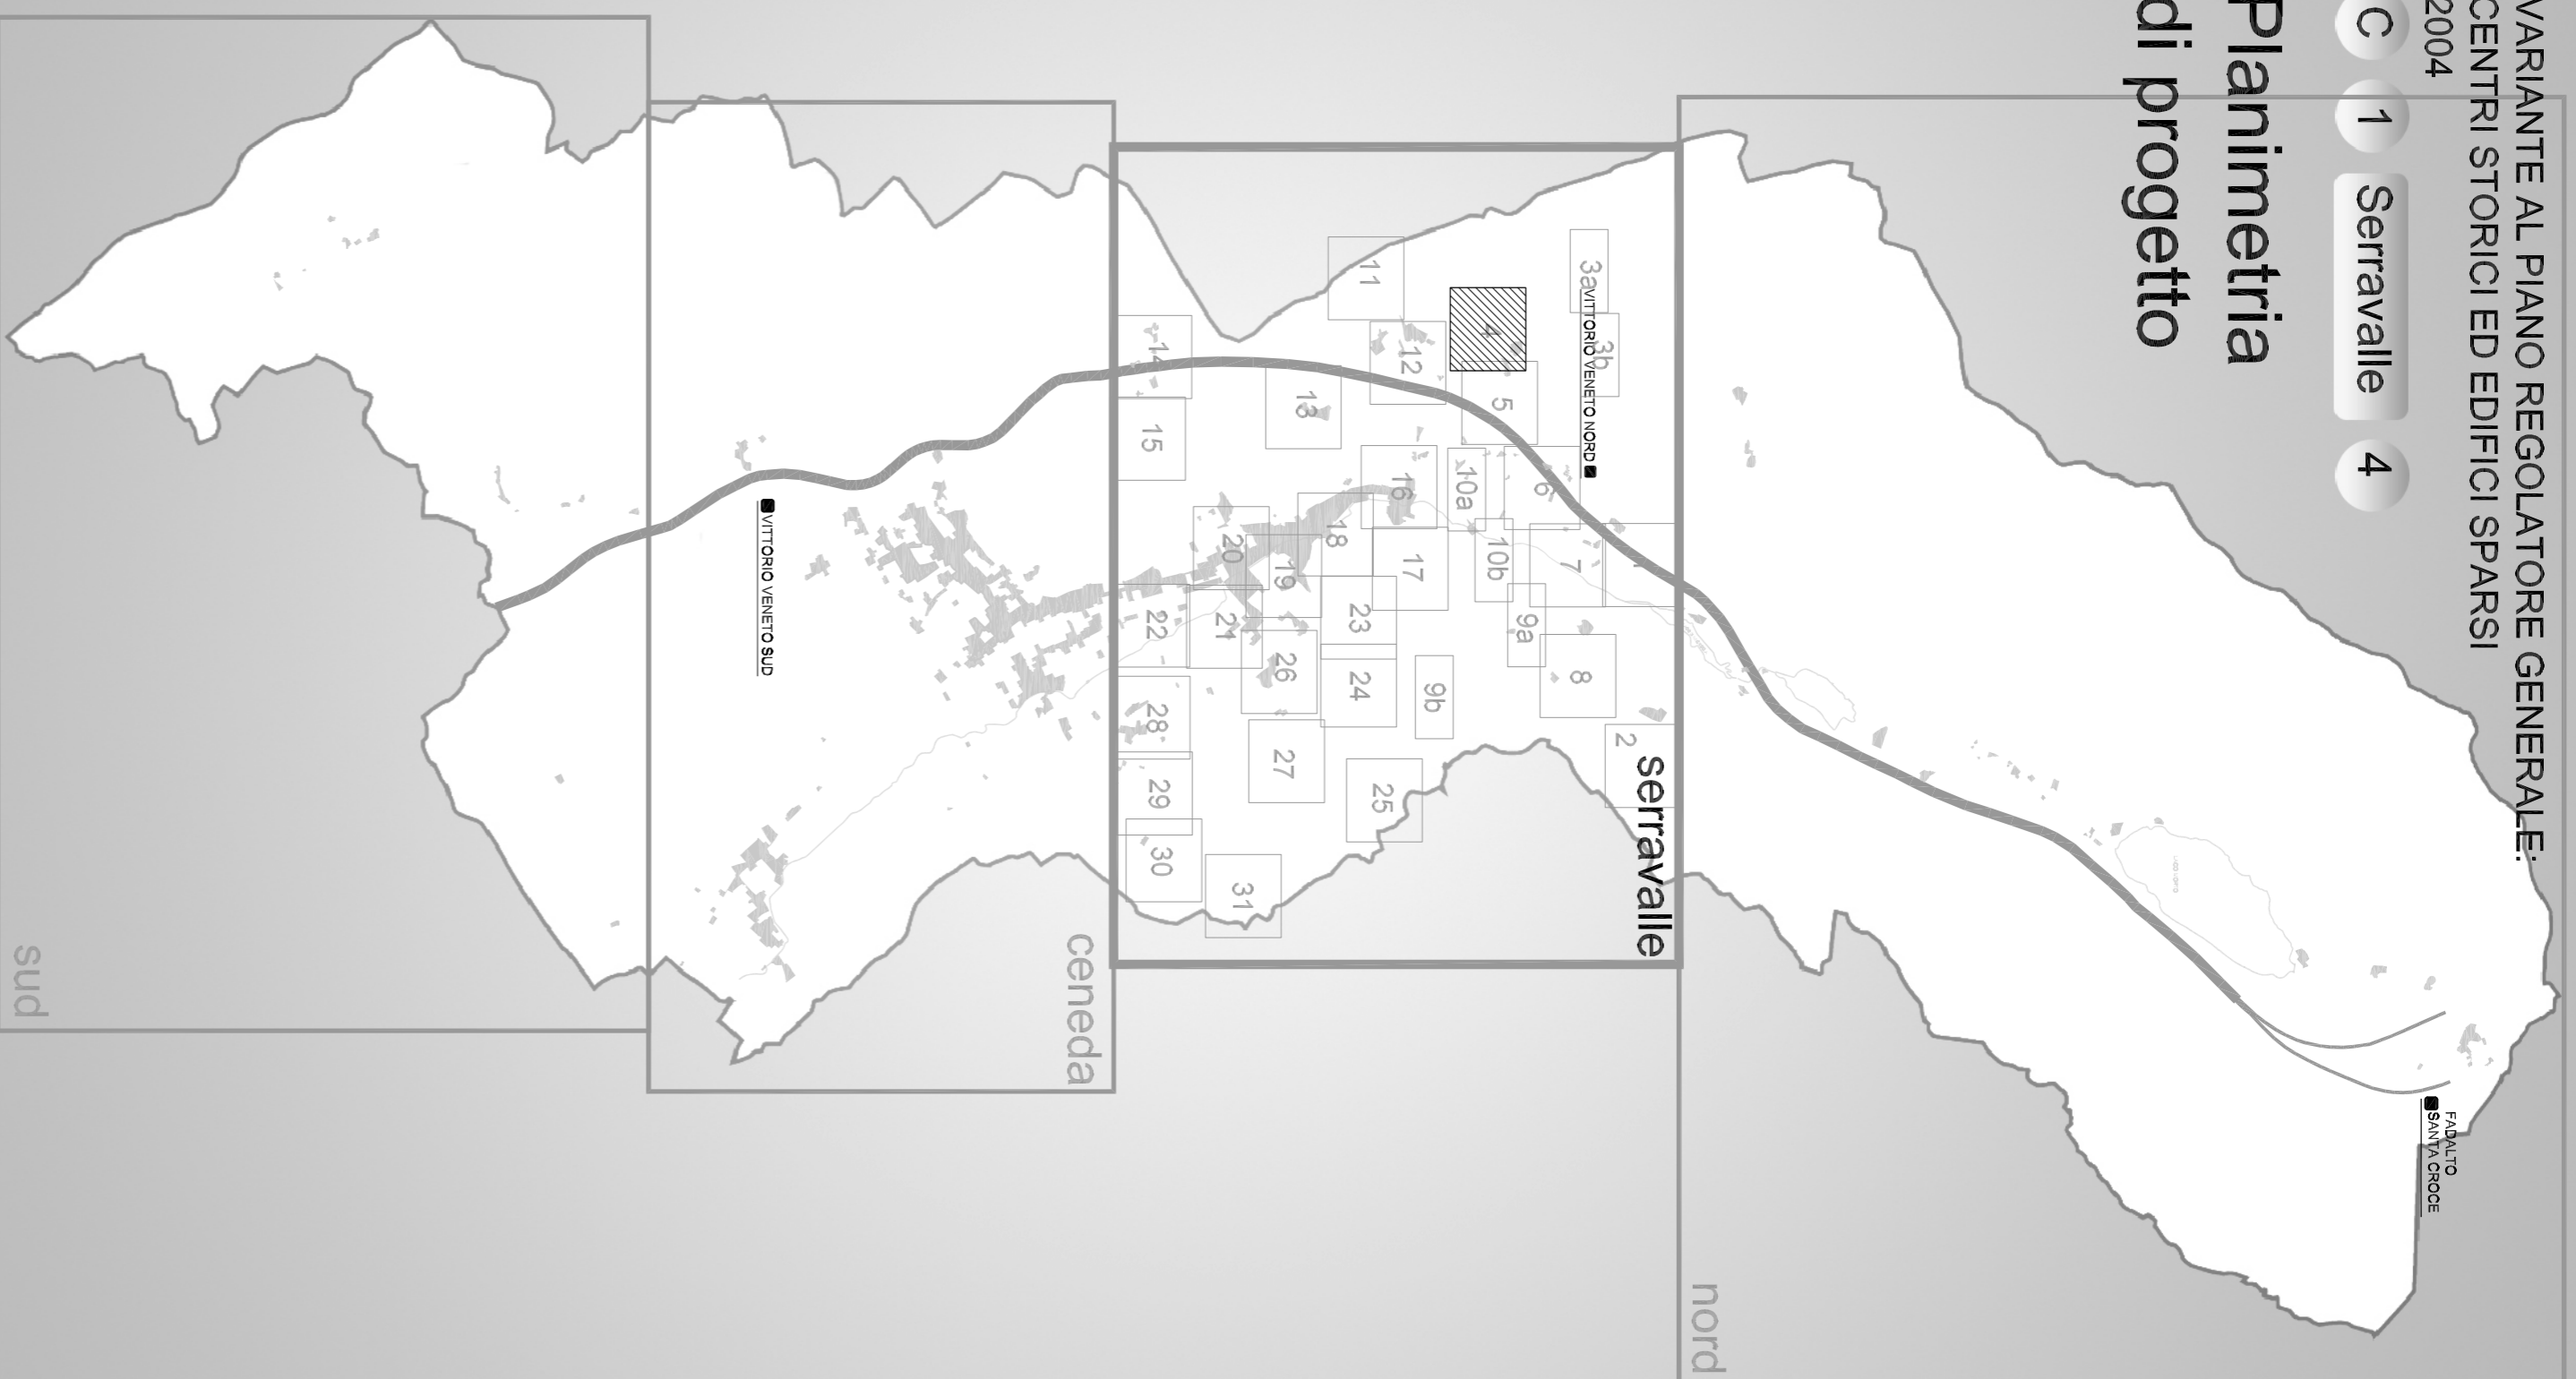 VARIANTE AL PIANO REGOLATORE GENERALE:
CENTRI STORICI ED EDIFICI SPARSI
2004
C 1 Serravalle 4
Planimetria
di progetto
FADALTO
SANTA CROCE
nord
Serravalle
2
3a
3b
VITTORIO VENETO NORD
4
5
6
7
8
9a
9b
10a
10b
11
12
13
14
15
16
17
18
19
20
21
22
23
24
25
26
27
28
29
30
31
ceneda
VITTORIO VENETO SUD
sud